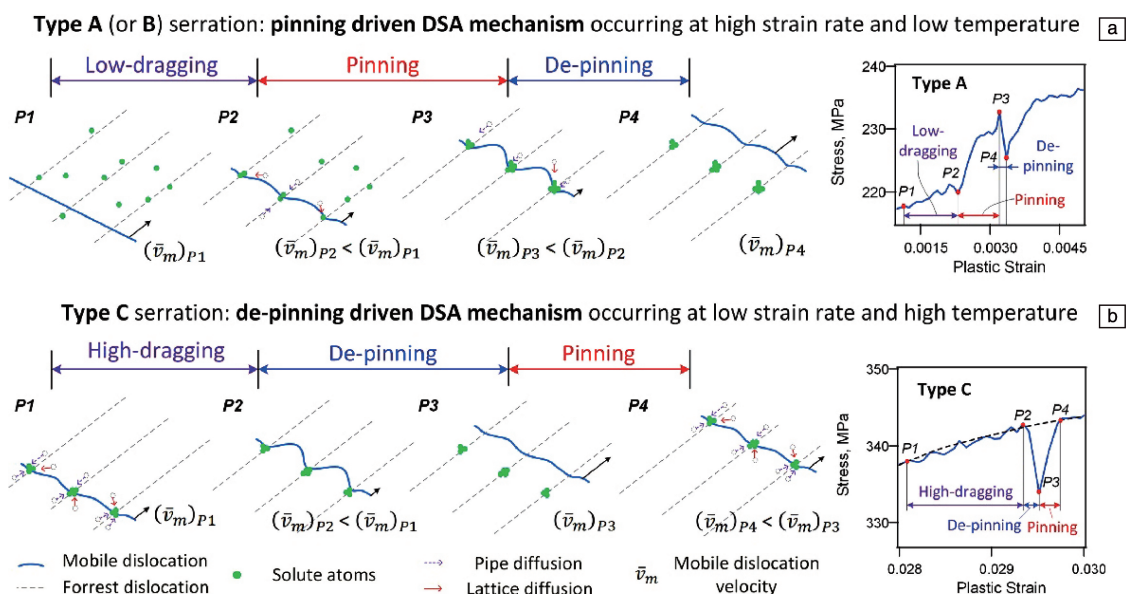 Type A (or B) serration: pinning driven DSA mechanism occurring at high strain rate and low temperature
a
Low-dragging
Pinning
De-pinning
P1
P2
P3
P4
(v̄m)P1
(v̄m)P2 < (v̄m)P1
(v̄m)P3 < (v̄m)P2
(v̄m)P4
Type A
240
230
220
Stress, MPa
P3
Low-
dragging
P2
P4
De-
pinning
P1
Pinning
0.0015 0.0030 0.0045
Plastic Strain
Type C serration: de-pinning driven DSA mechanism occurring at low strain rate and high temperature
b
High-dragging
De-pinning
Pinning
P1
P2
P3
P4
(v̄m)P1
(v̄m)P2 < (v̄m)P1
(v̄m)P3
(v̄m)P4 < (v̄m)P3
Type C
350
340
330
Stress, MPa
P2
P4
P1
P3
High-dragging
De-pinning
Pinning
0.028 0.029 0.030
Plastic Strain
Mobile dislocation
Forrest dislocation
Solute atoms
Pipe diffusion
Lattice diffusion
v̄m
Mobile dislocation
velocity